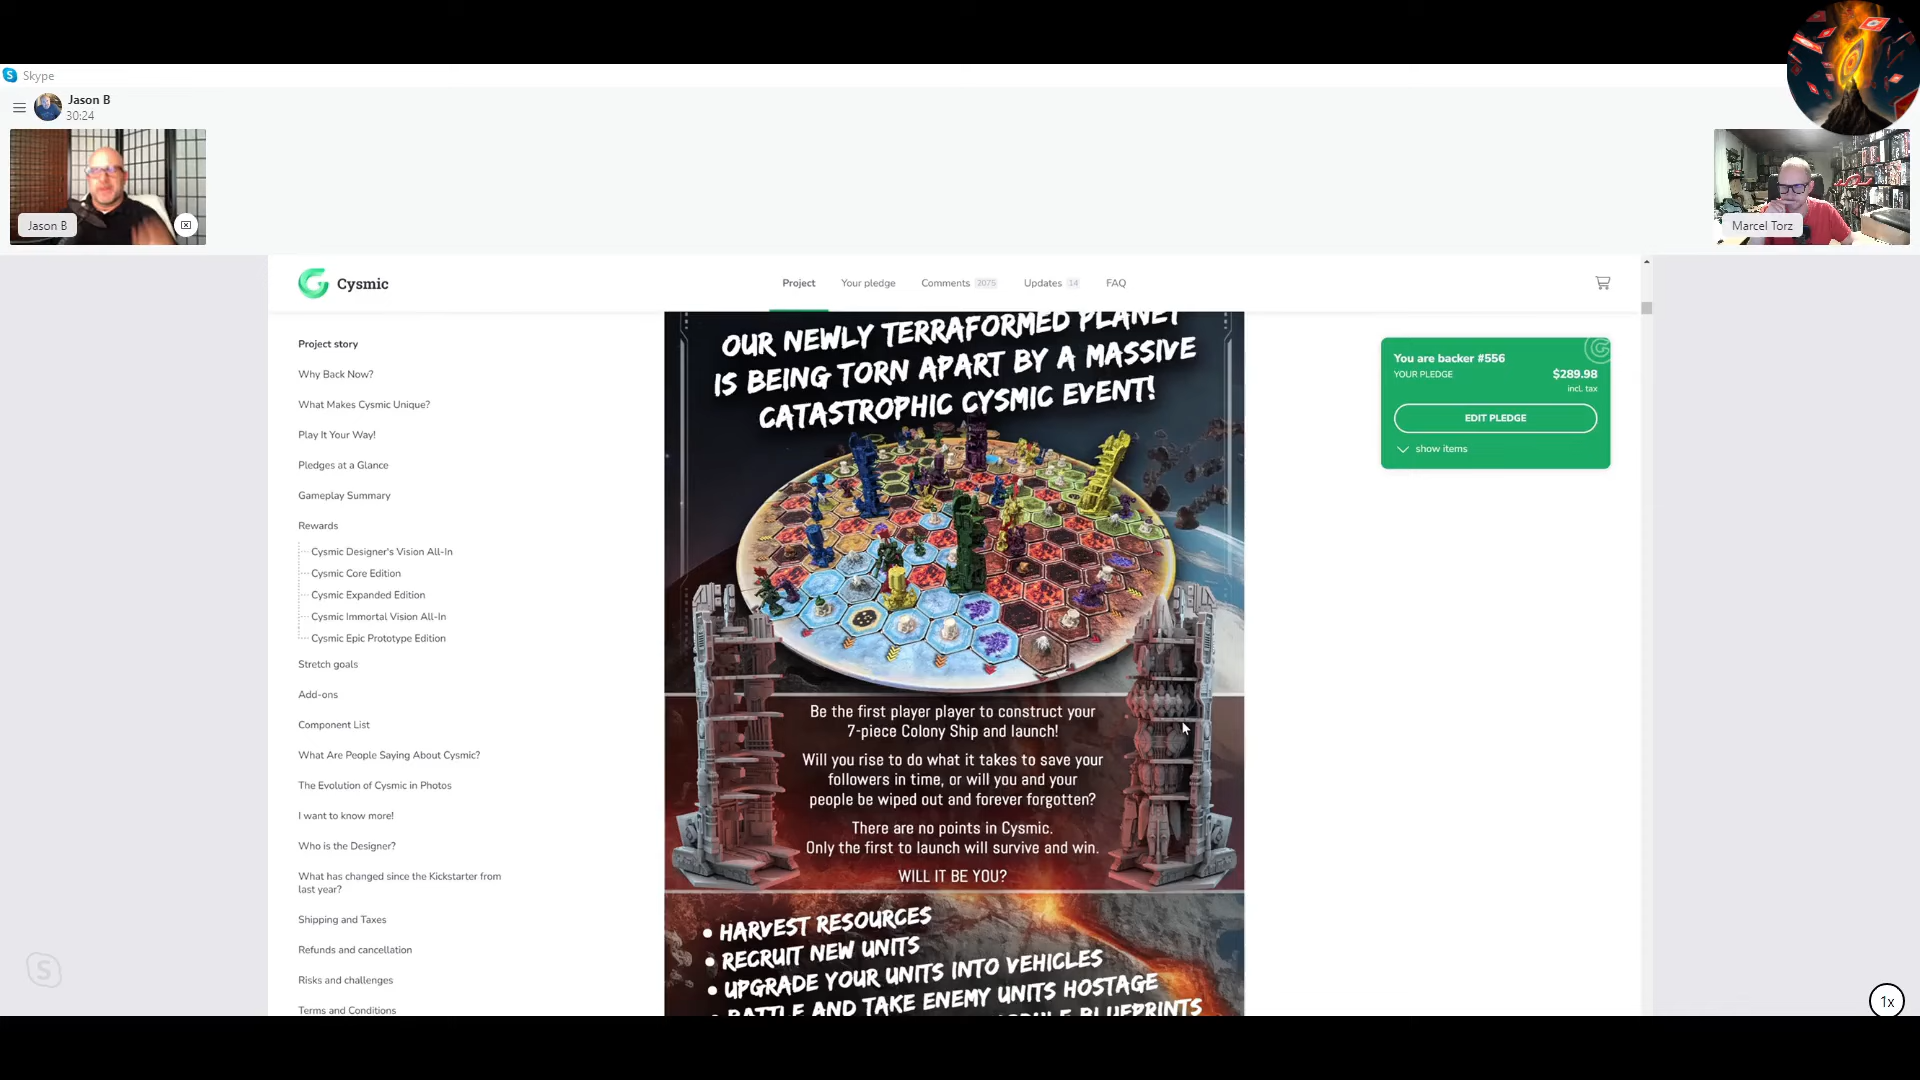 Skype
Jason B
30:24
Jason B
Marcel Torz
Cysmic
Project
Your pledge
Comments 2075
Updates 14
FAQ
Project story
Why Back Now?
What Makes Cysmic Unique?
Play It Your Way!
Pledges at a Glance
Gameplay Summary
Rewards
Cysmic Designer's Vision All-In
Cysmic Core Edition
Cysmic Expanded Edition
Cysmic Immortal Vision All-In
Cysmic Epic Prototype Edition
Stretch goals
Add-ons
Component List
What Are People Saying About Cysmic?
The Evolution of Cysmic in Photos
I want to know more!
Who is the Designer?
What has changed since the Kickstarter from
last year?
Shipping and Taxes
Refunds and cancellation
Risks and challenges
Terms and Conditions
OUR NEWLY TERRAFORMED PLANET
IS BEING TORN APART BY A MASSIVE
CATASTROPHIC CYSMIC EVENT!
Be the first player player to construct your
7-piece Colony Ship and launch!
Will you rise to do what it takes to save your
followers in time, or will you and your
people be wiped out and forever forgotten?
There are no points in Cysmic.
Only the first to launch will survive and win.
WILL IT BE YOU?
• HARVEST RESOURCES
• RECRUIT NEW UNITS
• UPGRADE YOUR UNITS INTO VEHICLES
• BATTLE AND TAKE ENEMY UNITS HOSTAGE
BLUEPRINTS
You are backer #556
YOUR PLEDGE
$289.98
incl. tax
EDIT PLEDGE
show items
1x